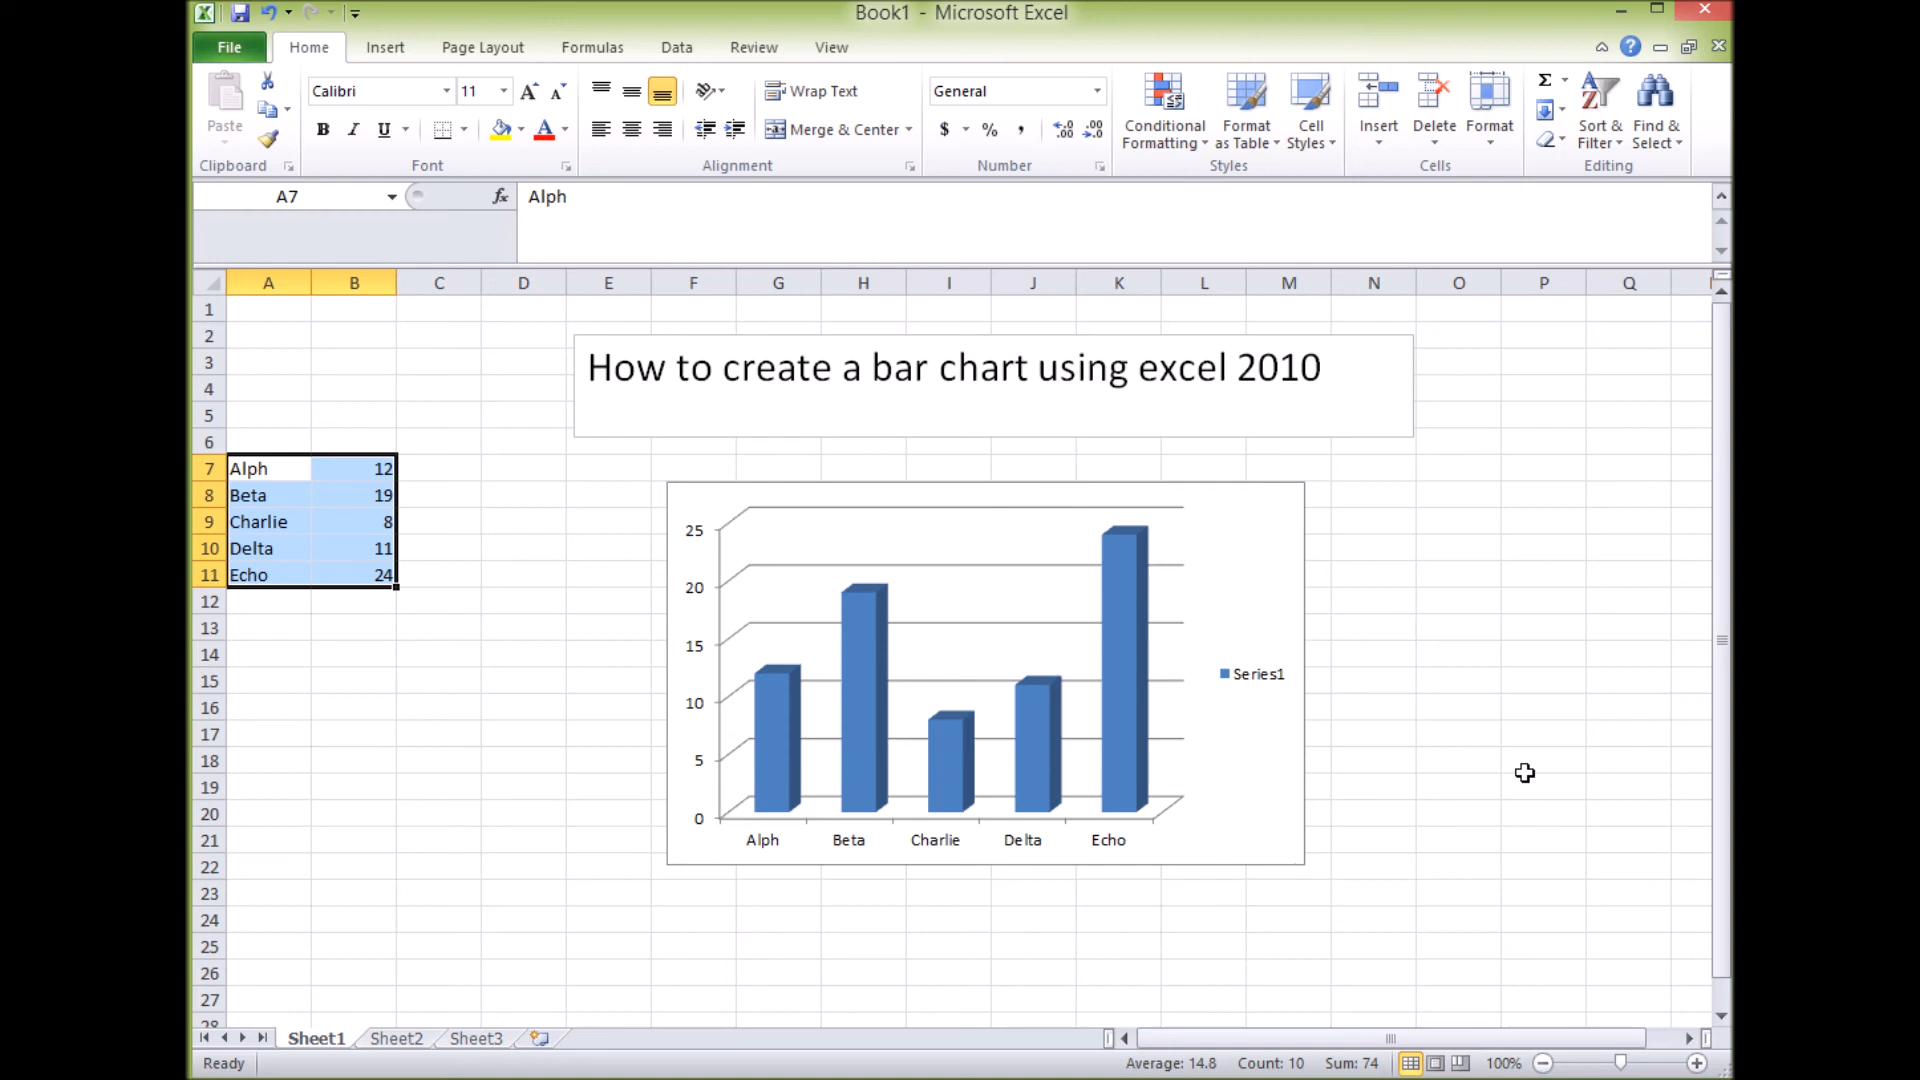 Book1 - Microsoft Excel
File Home Insert Page Layout Formulas Data Review View
Paste
Clipboard
Calibri 11
B I U
Font
Wrap Text
Merge & Center
Alignment
General
$ % ,
Number
Conditional Formatting
Format as Table
Cell Styles
Styles
Insert Delete Format
Cells
Σ
Sort & Filter
Find & Select
Editing
A7 fx Alph
A B C D E F G H I J K L M N O P Q
1
2
3
4
5
6
7 Alph 12
8 Beta 19
9 Charlie 8
10 Delta 11
11 Echo 24
12
13
14
15
16
17
18
19
20
21
22
23
24
25
26
27
28
How to create a bar chart using excel 2010
25
20
15
10
5
0
Alph Beta Charlie Delta Echo
Series1
Sheet1 Sheet2 Sheet3
Ready Average: 14.8 Count: 10 Sum: 74 100%